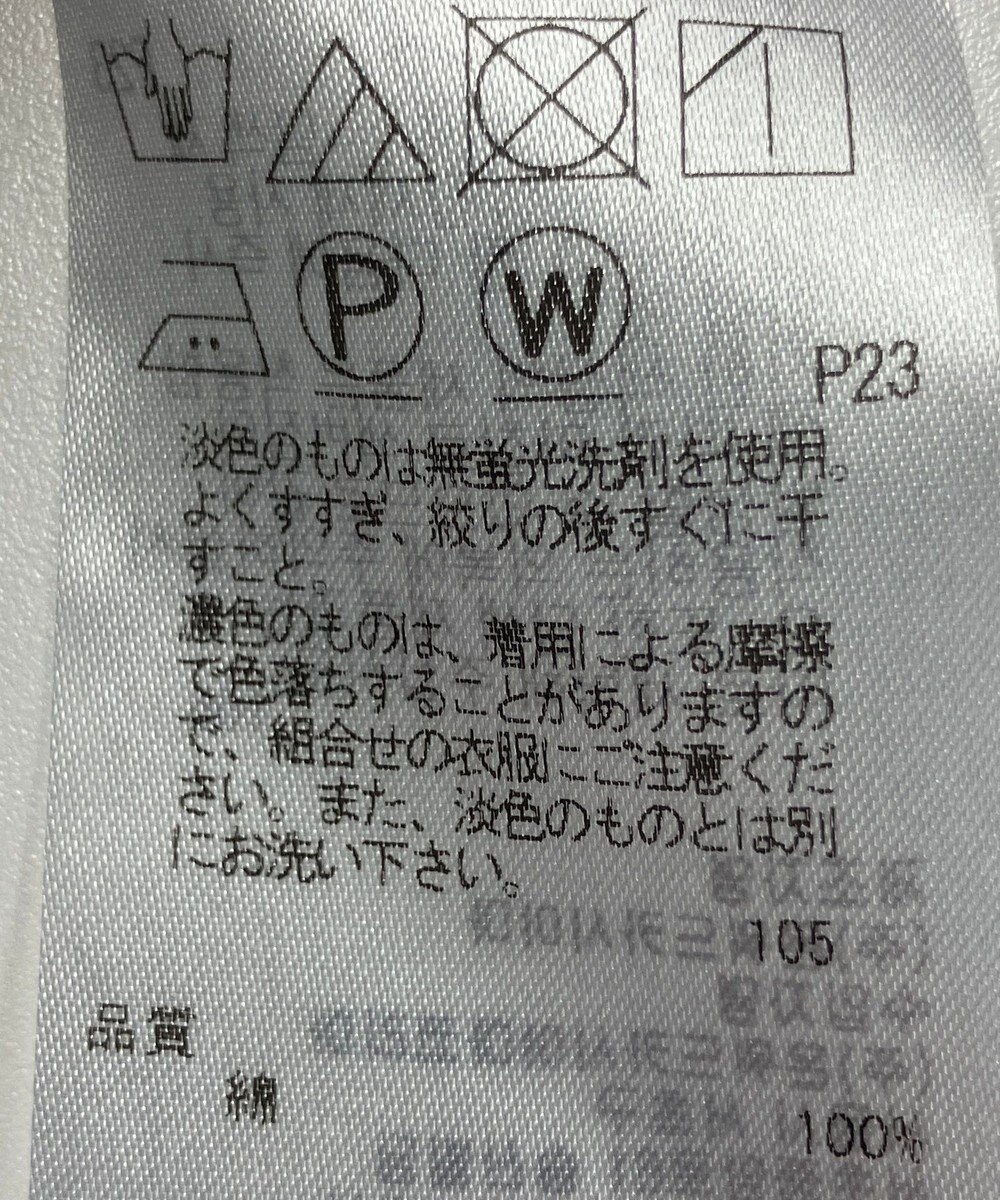 P W
P23
淡色のものは無蛍光洗剤を使用。
よくすすぎ、絞りの後すぐに干
すこと。
濃色のものは、着用による摩擦
で色落ちすることがありますの
で、組合せの衣服にご注意くだ
さい。また、淡色のものとは別
にお洗い下さい。
105
品質
綿 100%